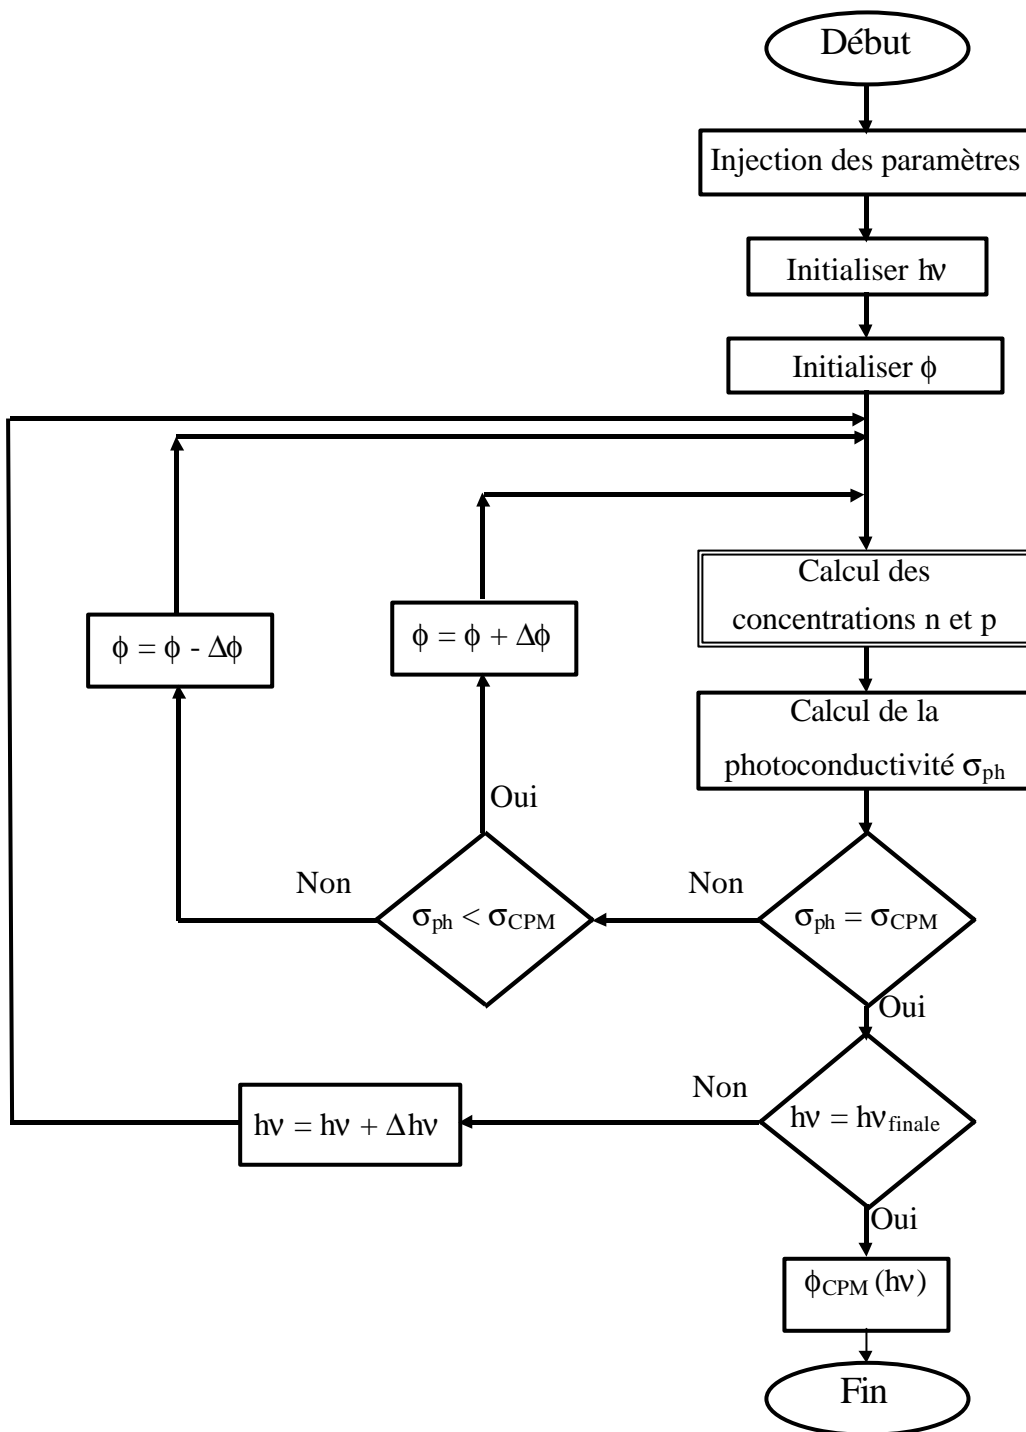 Début
Injection des paramètres
Initialiser hν
Initialiser ϕ
Calcul des
concentrations n et p
ϕ = ϕ - Δϕ
ϕ = ϕ + Δϕ
Calcul de la
photoconductivité σph
Oui
Non
Non
σph < σCPM
σph = σCPM
Oui
Non
hν = hν + Δhν
hν = hνfinale
Oui
ϕCPM (hν)
Fin